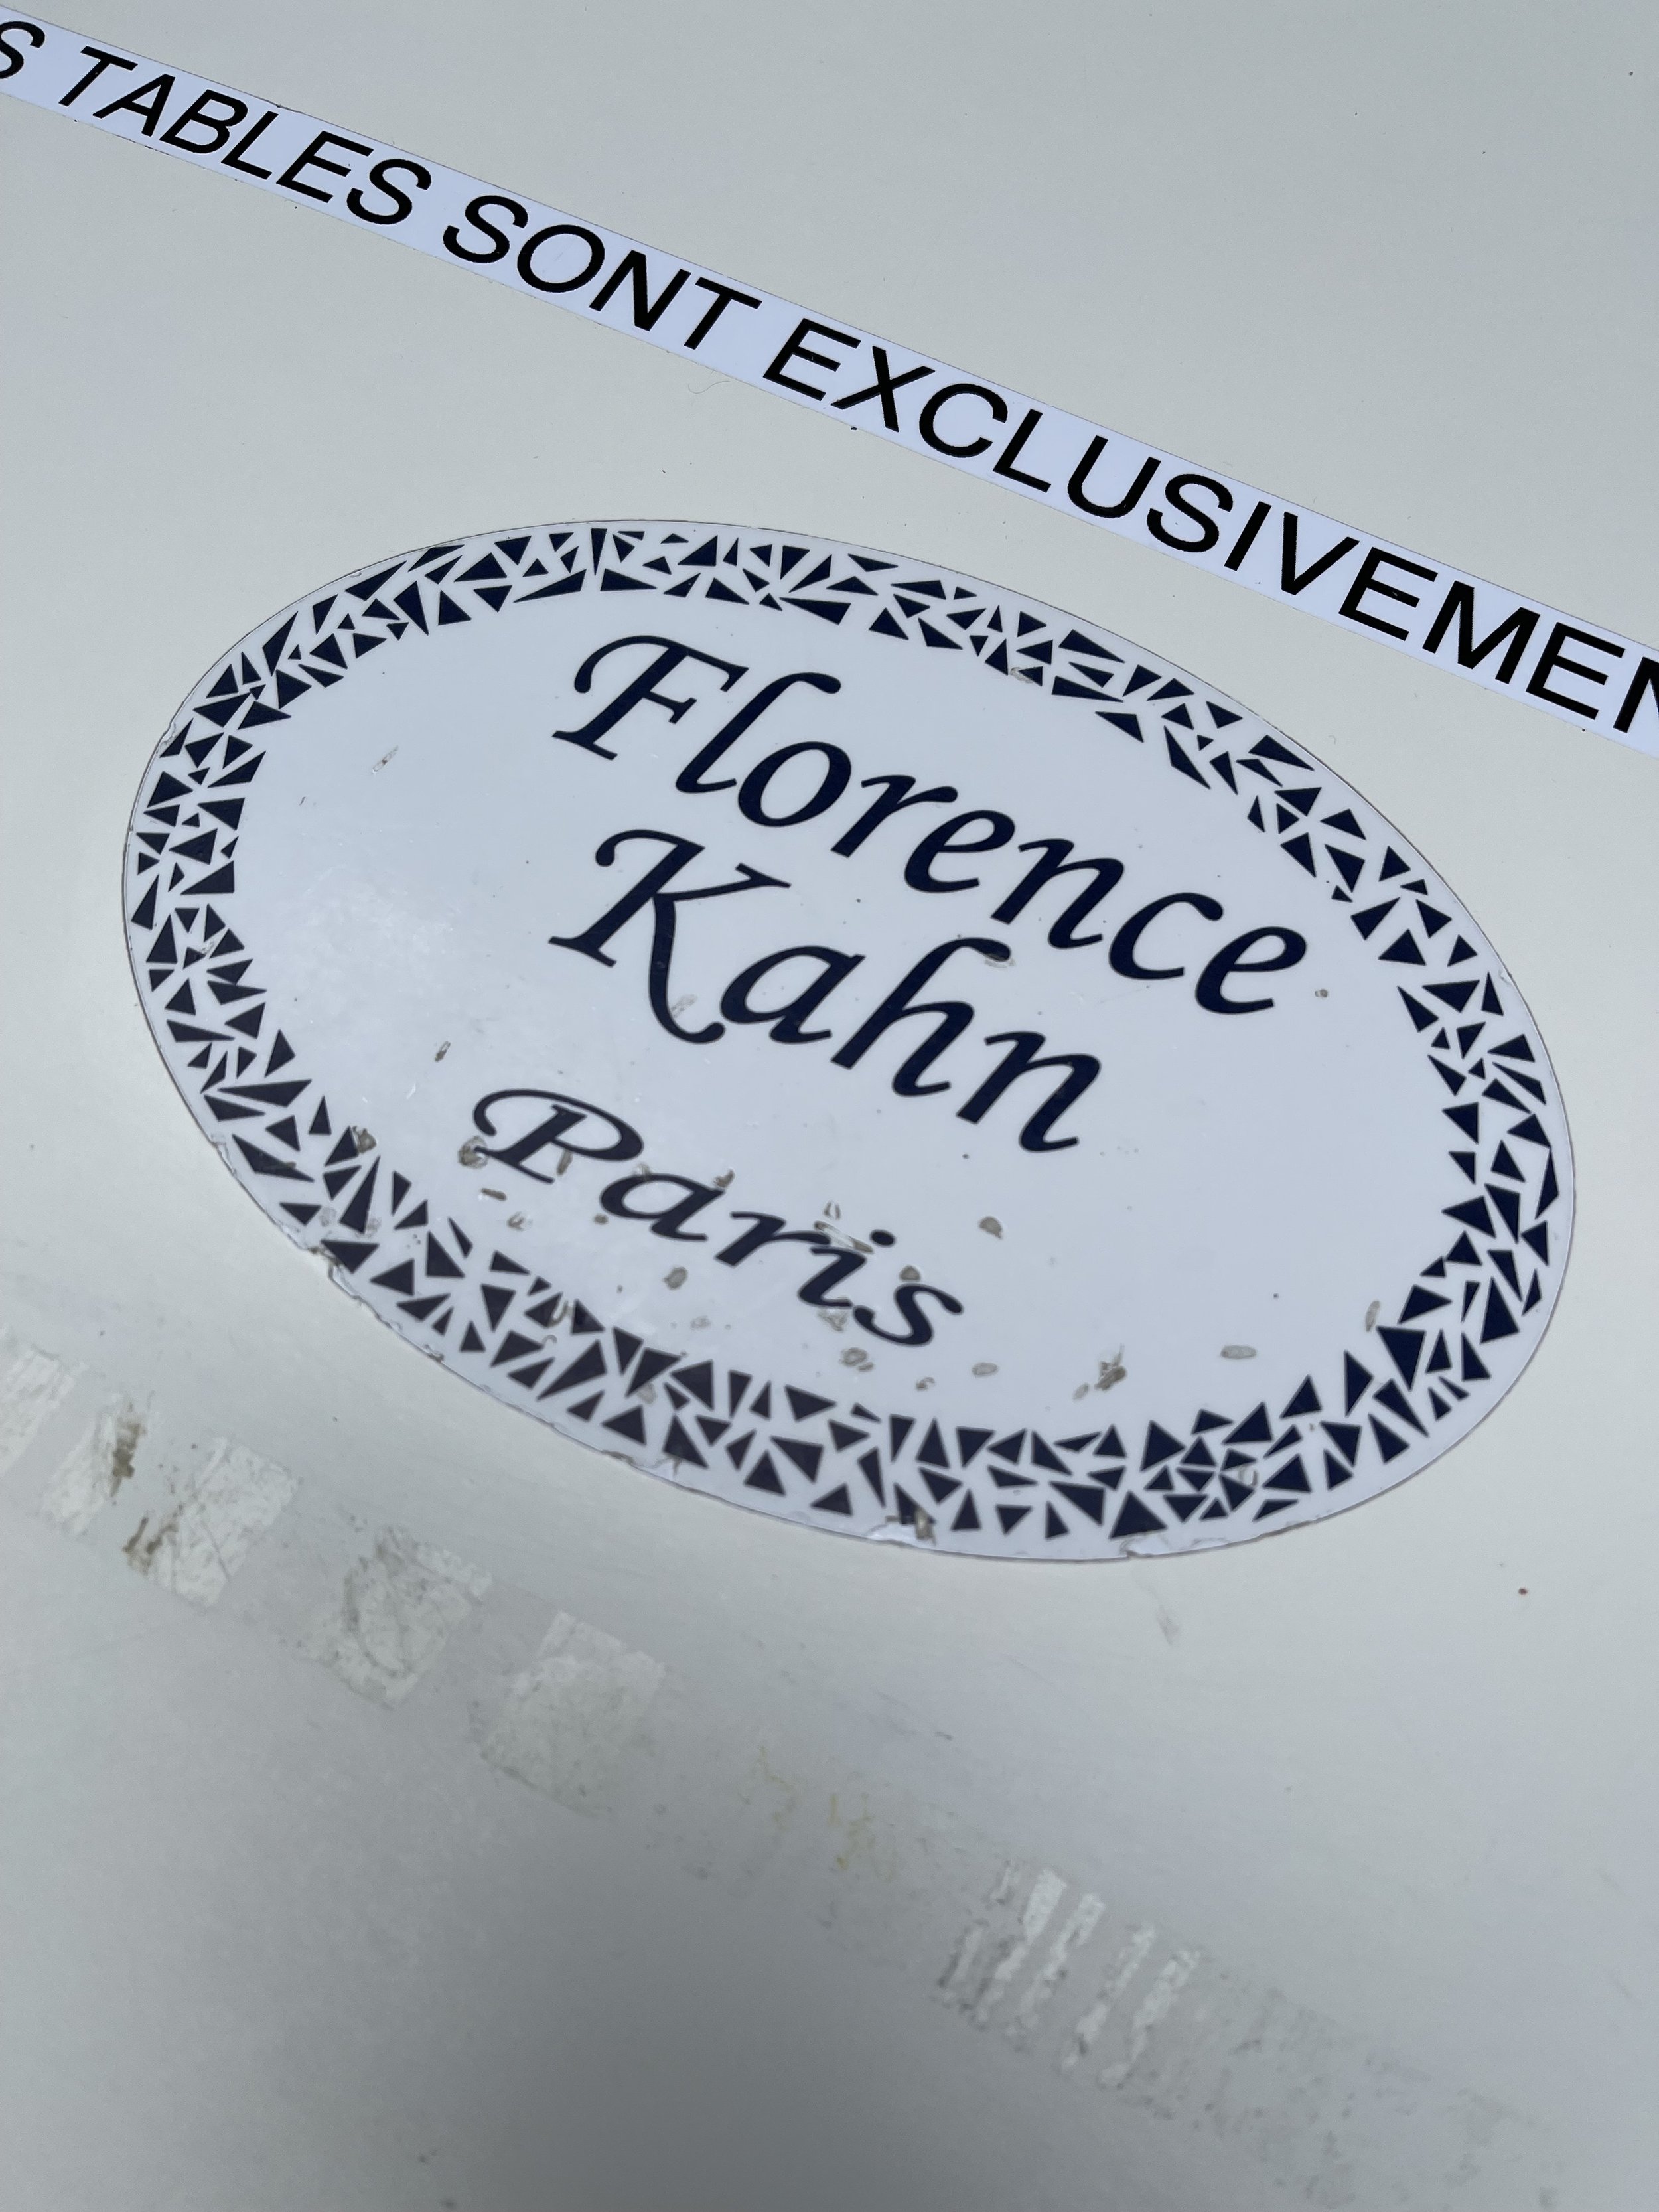 TABLES SONT EXCLUSIVEMEN
Florence
Kahn
Paris